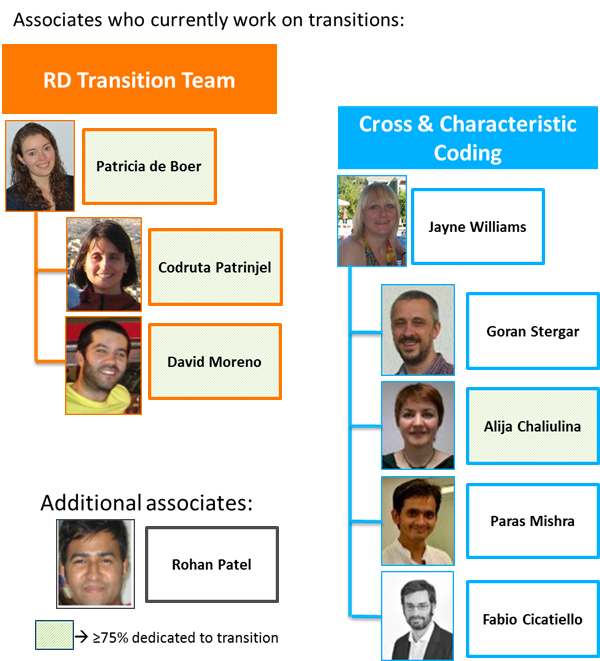 Associates who currently work on transitions:
RD Transition Team
Patricia de Boer
Codruta Patrinjel
David Moreno
Cross & Characteristic
Coding
Jayne Williams
Goran Stergar
Alija Chaliulina
Paras Mishra
Fabio Cicatiello
Additional associates:
Rohan Patel
→ ≥75% dedicated to transition